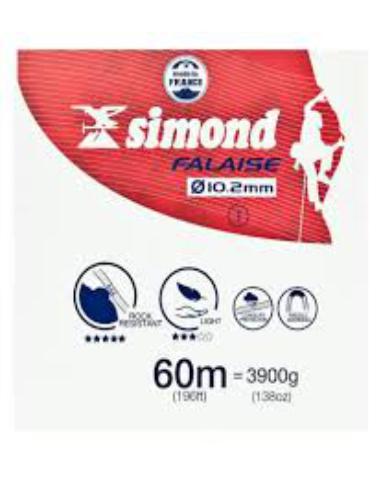 MADE IN
FRANCE
simond
FALAISE
Ø10.2mm
ROCK
RESISTANT
LIGHT
60m = 3900g
(196ft) (138oz)